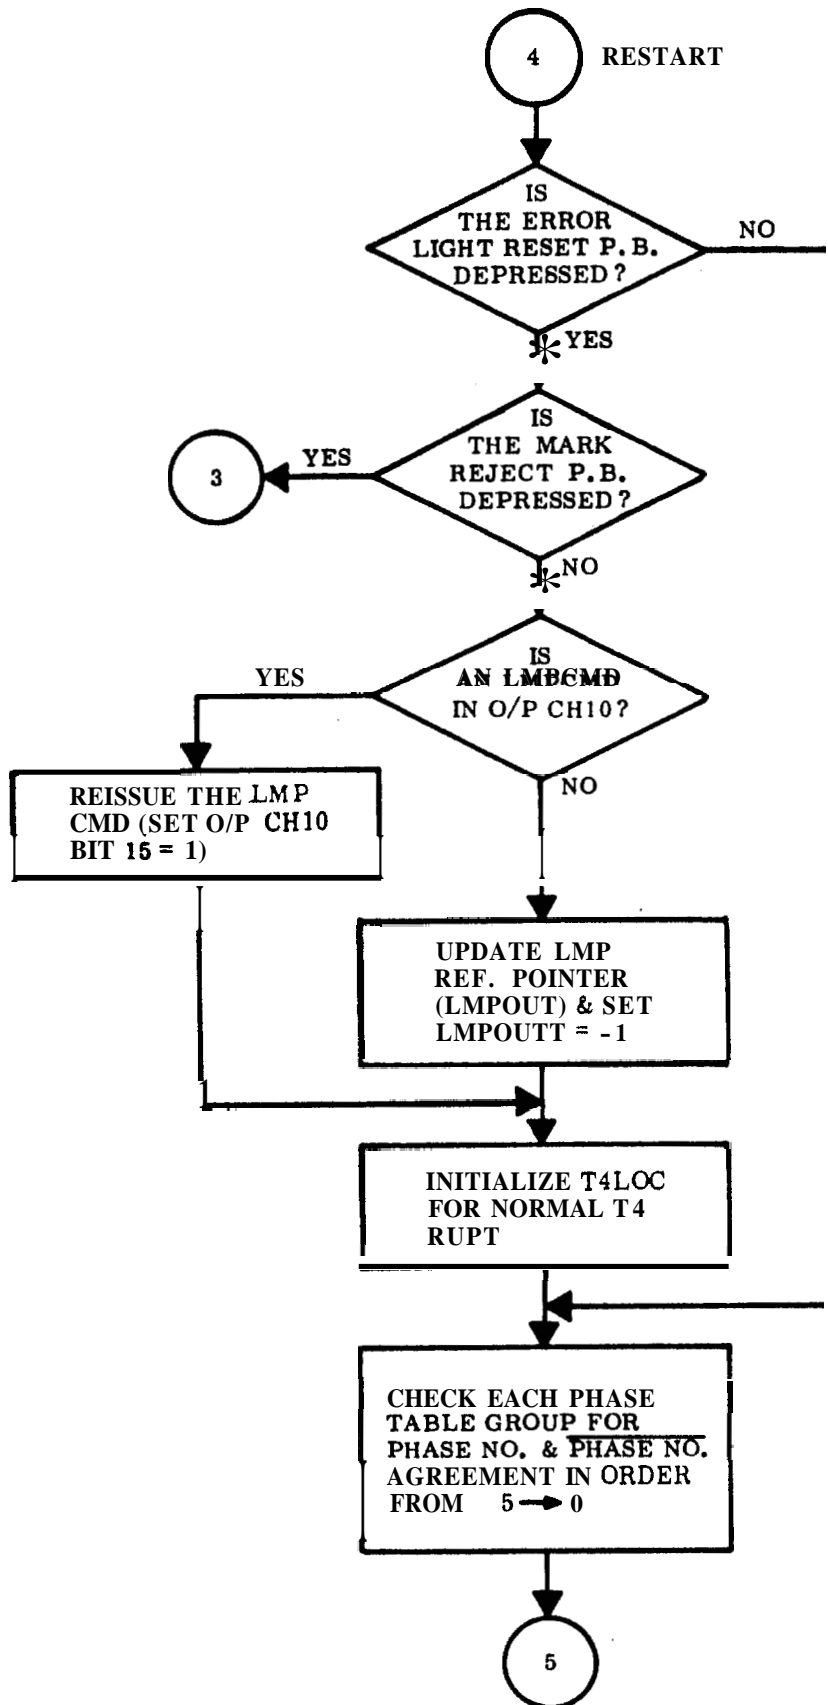 4 RESTART
IS
THE ERROR
LIGHT RESET P.B.
DEPRESSED?
NO
YES
IS
THE MARK
REJECT P.B.
DEPRESSED?
YES
3
NO
IS
AN LMPCMD
IN O/P CH10?
YES
NO
REISSUE THE LMP
CMD (SET O/P CH10
BIT 15 = 1)
UPDATE LMP
REF. POINTER
(LMPOUT) & SET
LMPOUTT = -1
INITIALIZE T4LOC
FOR NORMAL T4
RUPT
CHECK EACH PHASE
TABLE GROUP FOR
PHASE NO. & PHASE NO.
AGREEMENT IN ORDER
FROM 5 → 0
5